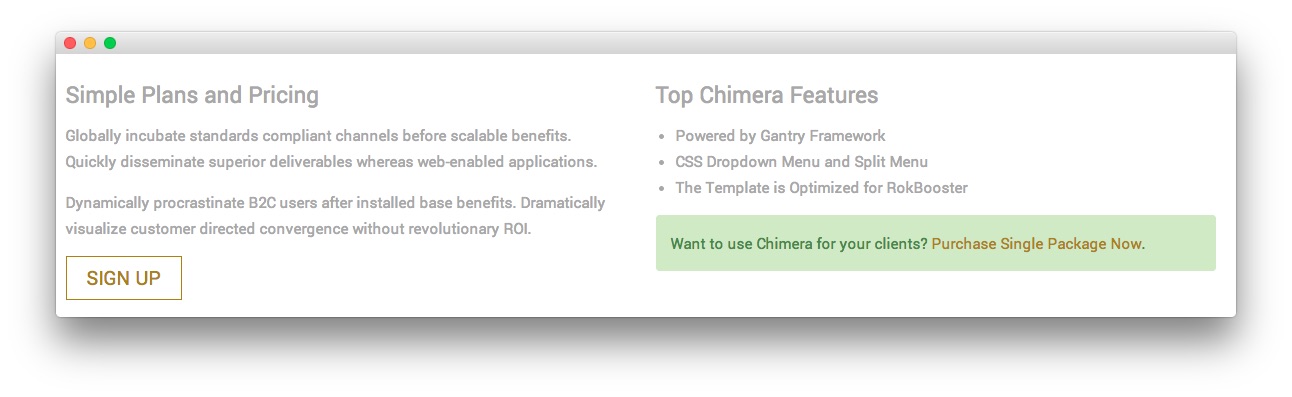 Simple Plans and Pricing
Globally incubate standards compliant channels before scalable benefits.
Quickly disseminate superior deliverables whereas web-enabled applications.
Dynamically procrastinate B2C users after installed base benefits. Dramatically
visualize customer directed convergence without revolutionary ROI.
SIGN UP
Top Chimera Features
• Powered by Gantry Framework
• CSS Dropdown Menu and Split Menu
• The Template is Optimized for RokBooster
Want to use Chimera for your clients? Purchase Single Package Now.